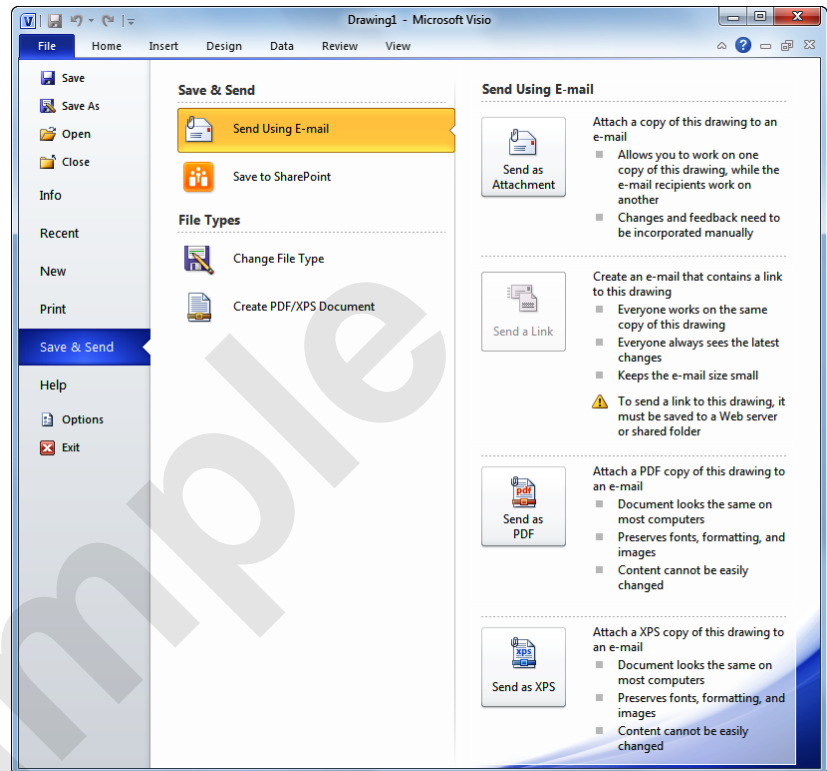 Drawing1 - Microsoft Visio
File Home Insert Design Data Review View
Save
Save As
Open
Close
Info
Recent
New
Print
Save & Send
Help
Options
Exit
Save & Send
Send Using E-mail
Save to SharePoint
File Types
Change File Type
Create PDF/XPS Document
Send Using E-mail
Send as
Attachment
Attach a copy of this drawing to an
e-mail
Allows you to work on one
copy of this drawing, while the
e-mail recipients work on
another
Changes and feedback need to
be incorporated manually
Send a Link
Create an e-mail that contains a link
to this drawing
Everyone works on the same
copy of this drawing
Everyone always sees the latest
changes
Keeps the e-mail size small
To send a link to this drawing, it
must be saved to a Web server
or shared folder
pdf
Send as
PDF
Attach a PDF copy of this drawing to
an e-mail
Document looks the same on
most computers
Preserves fonts, formatting, and
images
Content cannot be easily
changed
xps
Send as XPS
Attach a XPS copy of this drawing to
an e-mail
Document looks the same on
most computers
Preserves fonts, formatting, and
images
Content cannot be easily
changed
mple